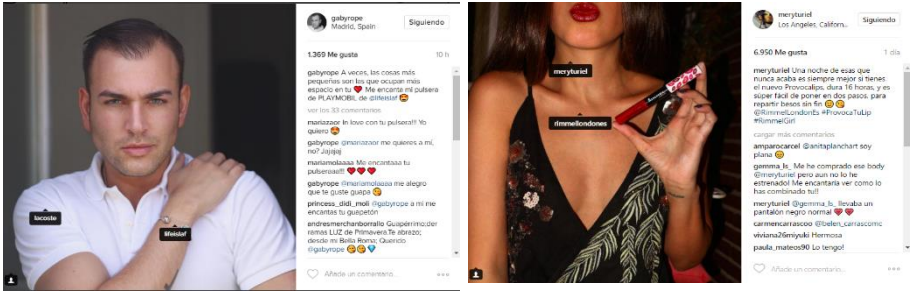 gabyrope
Madrid, Spain
Siguiendo
1.369 Me gusta
10 h
gabyrope A veces, las cosas más
pequeñas son las que ocupan más
espacio en tu ❤️ Me encanta mi pulsera
de PLAYMOBIL de @lifeislaf 😍
ver los 33 comentarios
mariazaor In love con tu pulsera!!! Yo
quiero 😍
gabyrope @mariazaor me quieres a mí,
no? Jajajaj
mariamolaaaa Me encantaaa tu
pulseraa!!! ❤️❤️❤️
gabyrope @mariamolaaaa me alegro
que te guste guapa 😘
princess_didi_moli @gabyrope a mi me
encantas tu guapetón
andresmerchanborrallo Guapérrimo;der
ramas LUZ de Primavera.Te abrazo;
desde mi Bella Roma; Querido
@gabyrope 😘😘💎
Añade un comentario...
lacoste
lifeislaf
meryturiel
Los Angeles, Californ...
Siguiendo
6.950 Me gusta
1 día
meryturiel Una noche de esas que
nunca acaba es siempre mejor si tienes
el nuevo Provocalips, dura 16 horas, y es
súper fácil de poner en dos pasos. para
repartir besos sin fin 😊😘
@RimmelLondonEs #ProvocaTuLip
#RimmelGirl
cargar más comentarios
amparocarcel @anitaplanchart soy
plana 😊
gemma_ls_ Me he comprado ese body
@meryturiel pero aun no lo he
estrenado! Me encantaría ver como lo
has combinado tu!!
meryturiel @gemma_ls_ llevaba un
pantalón negro normal ❤️❤️
carmencarrascoo @belen_carrascomc
viviana26miyuki Hermosa
paula_mateos90 Lo tengo!
Añade un comentario...
meryturiel
rimmellondones